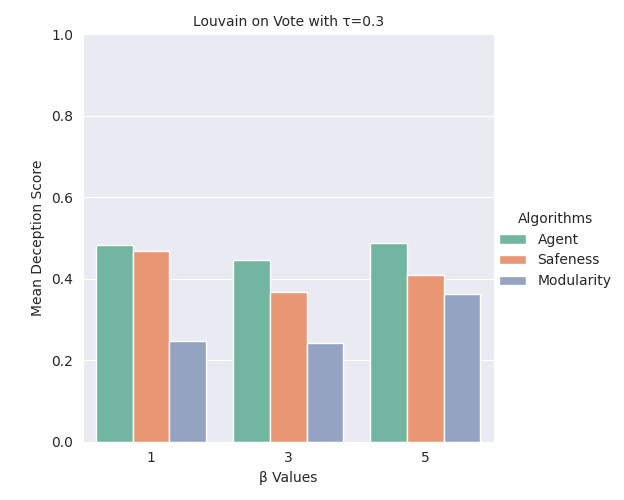 Louvain on Vote with τ=0.3
Mean Deception Score
1.0
0.8
0.6
0.4
0.2
0.0
1
3
5
β Values
Algorithms
Agent
Safeness
Modularity